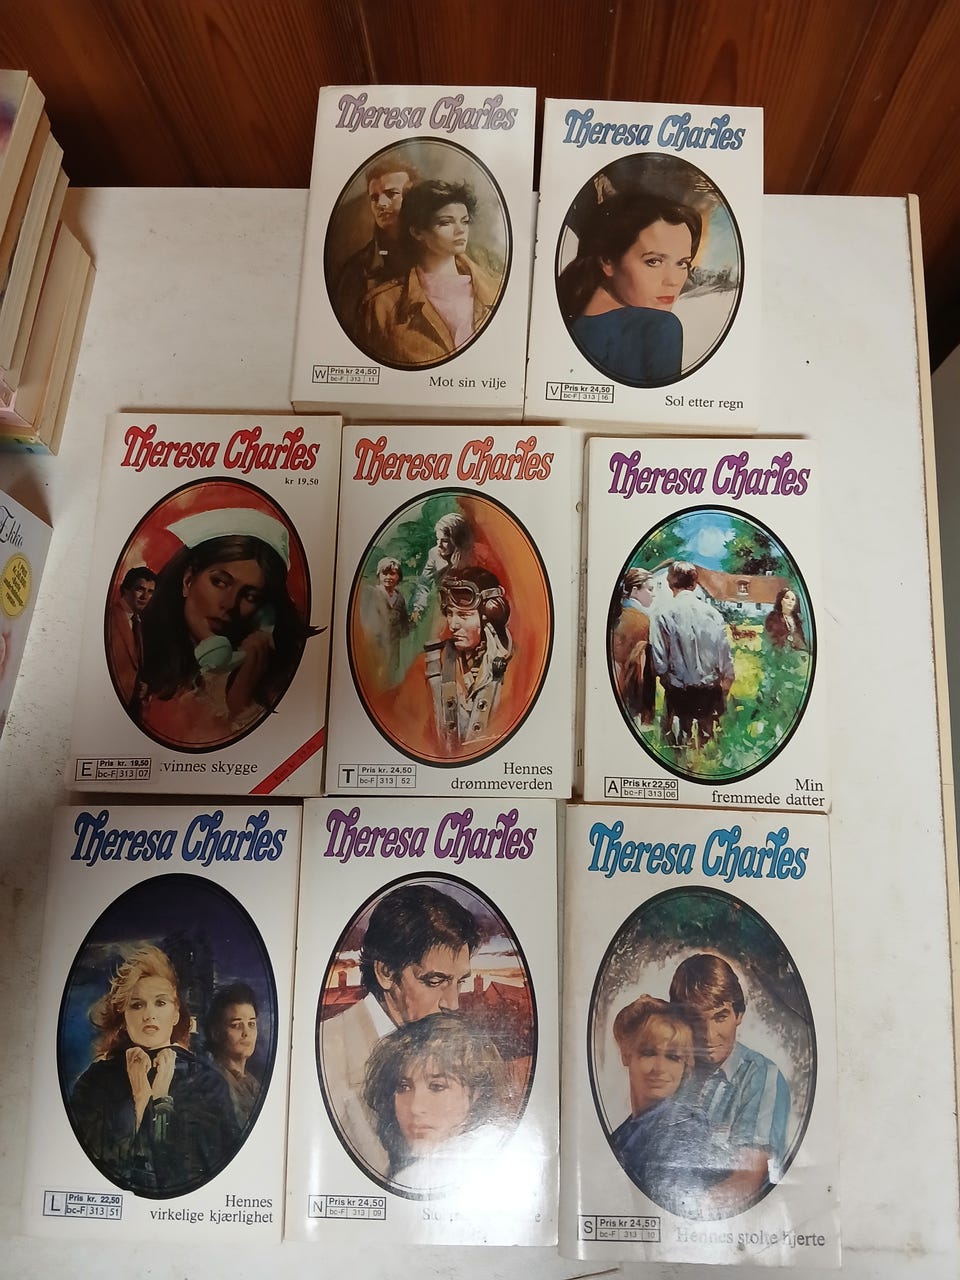 Theresa Charles
W
Pris kr 24,50
bc-F 313 11
Mot sin vilje
Theresa Charles
V
Pris kr 24,50
bc-F 313 16
Sol etter regn
Theresa Charles
kr 19,50
E
Pris kr. 19,50
bc-F 313 07
vinnes skygge
Theresa Charles
T
Pris kr. 24,50
bc-F 313 52
Hennes
drømmeverden
Theresa Charles
A
Pris kr 22,50
bc-F 313 06
Min
fremmede datter
Theresa Charles
L
Pris kr. 22,50
bc-F 313 51
Hennes
virkelige kjærlighet
Theresa Charles
N
Pris kr 24,50
bc-F 313 09
Theresa Charles
S
Pris kr 24,50
bc-F 313 10
Hennes stolte hjerte